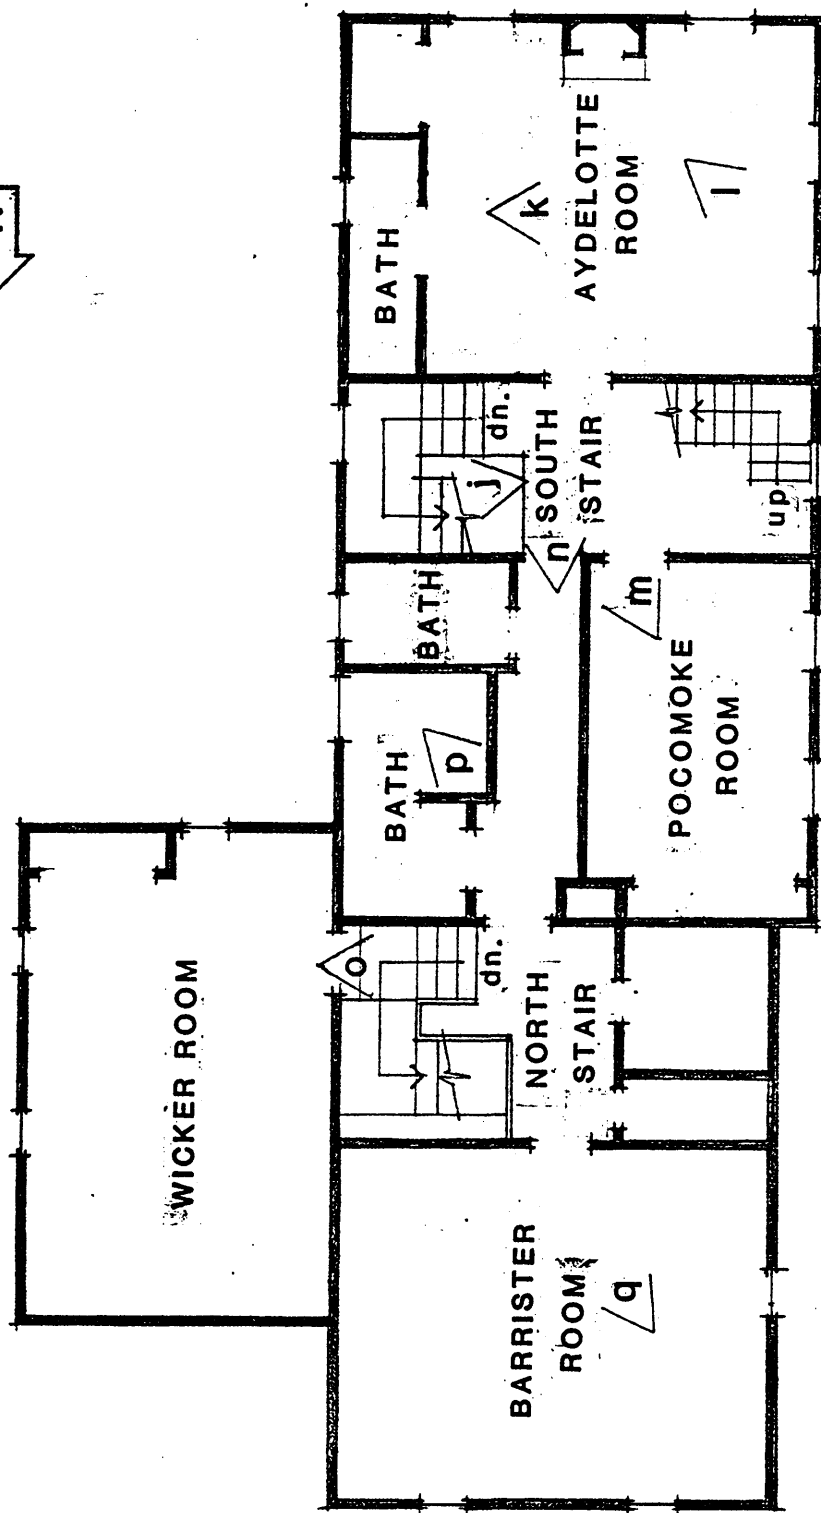 WICKER ROOM
o
BATH
p
BATH
j
BATH
dn.
dn.
k
BARRISTER
ROOM
q
NORTH
STAIR
n
SOUTH
STAIR
AYDELOTTE
ROOM
m
POCOMOKE
ROOM
up
l